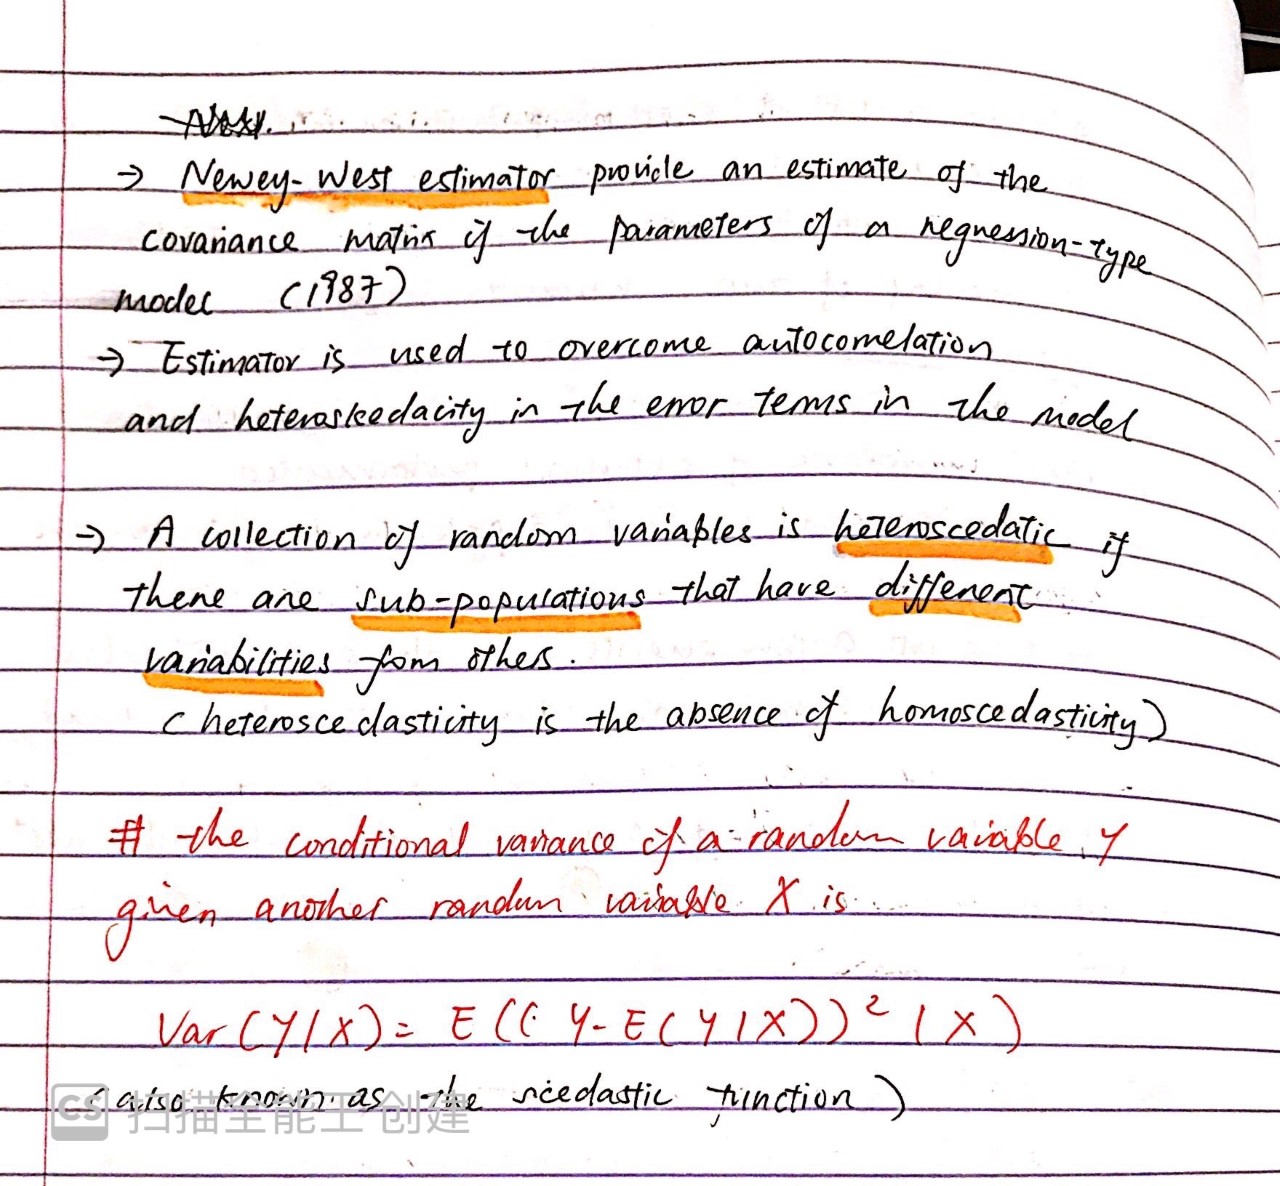 → Newey-West estimator provide an estimate of the
covariance matrix of the parameters of a regression-type
model (1987)
→ Estimator is used to overcome autocorrelation
and heteroskedacity in the error terms in the model
→ A collection of random variables is heteroscedatic if
there are sub-populations that have different
variabilities from others.
(heteroscedasticity is the absence of homoscedasticity)
# the conditional variance of a random variable Y
given another random variable X is
Var(Y|X) = E((Y-E(Y|X))² | X)
(also known as the scedastic function)
CS 扫描全能王 创建